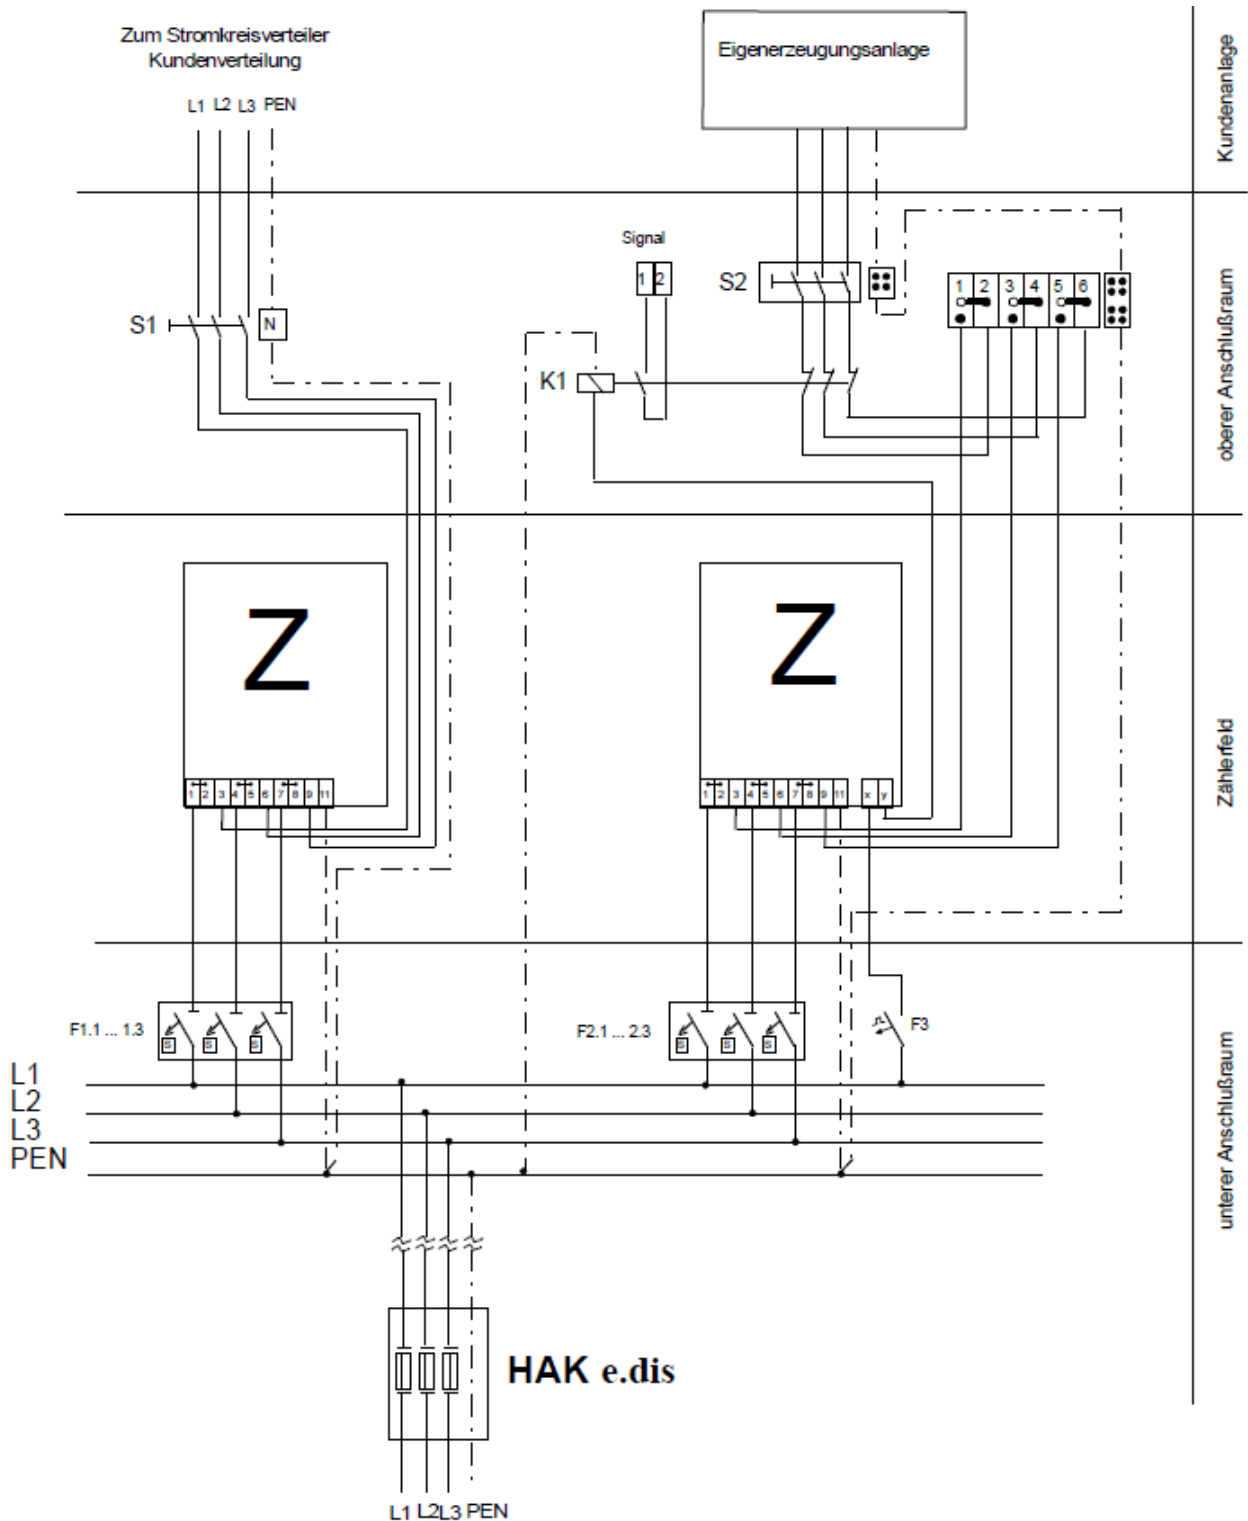 Zum Stromkreisverteiler
Kundenverteilung
L1 L2 L3 PEN
Eigenerzeugungsanlage
Kundenanlage
Signal
1 2
S2
1 2 3 4 5 6
S1
N
K1
oberer Anschlußraum
Z
1 2 3 4 5 6 7 8 9 11
Z
1 2 3 4 5 6 7 8 9 11
x y
Zählerfeld
F1.1 ... 1.3
S S S
F2.1 ... 2.3
S S S
F3
L1
L2
L3
PEN
unterer Anschlußraum
HAK e.dis
L1 L2 L3 PEN